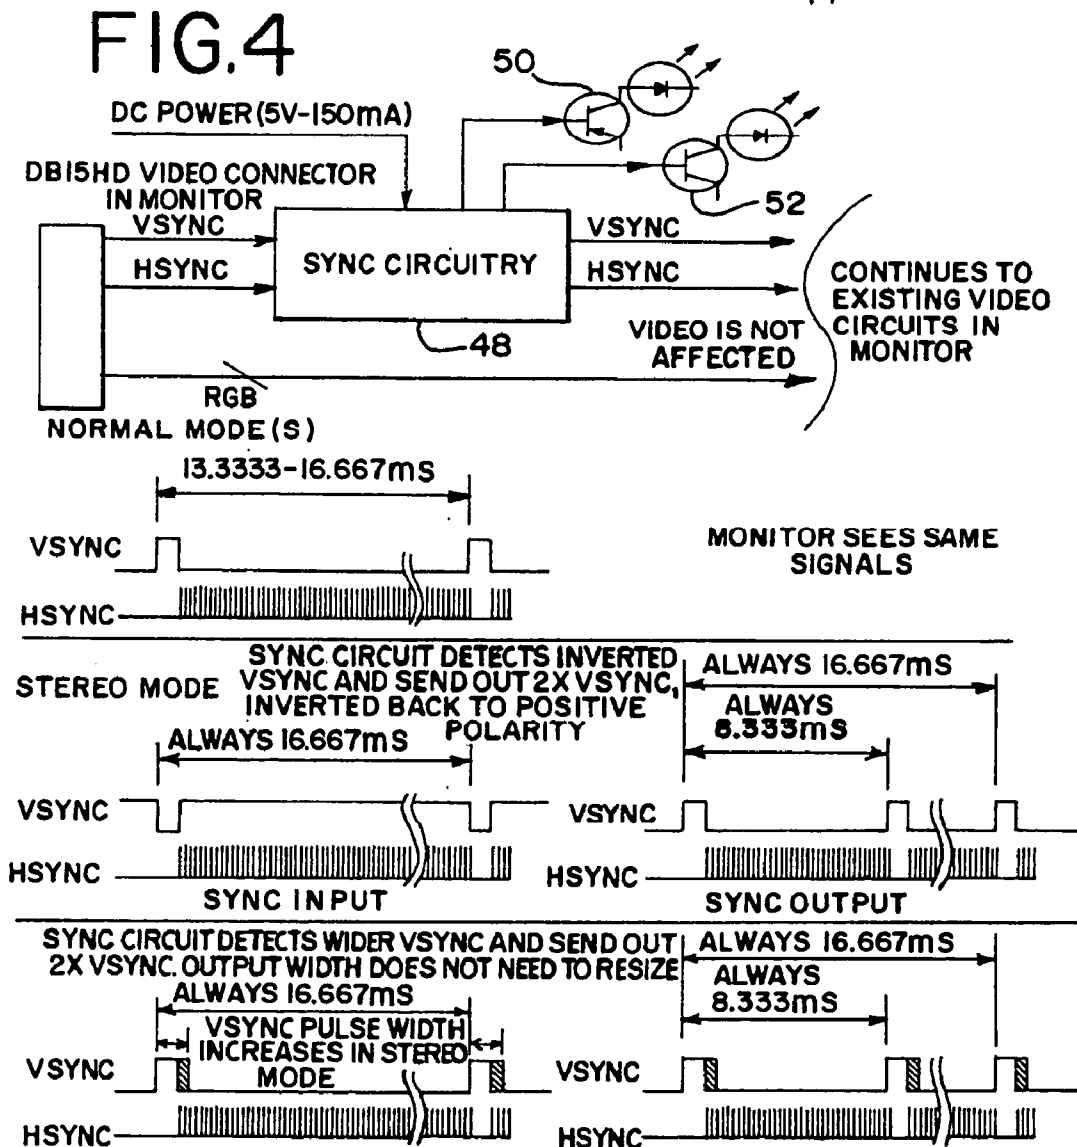 FIG.4
50
DC POWER (5V-150mA)
DB15HD VIDEO CONNECTOR
IN MONITOR
52
VSYNC
VSYNC
HSYNC
SYNC CIRCUITRY
HSYNC
CONTINUES TO
EXISTING VIDEO
CIRCUITS IN
MONITOR
48
VIDEO IS NOT
AFFECTED
RGB
NORMAL MODE(S)
13.3333-16.667mS
VSYNC
MONITOR SEES SAME
SIGNALS
HSYNC
STEREO MODE
SYNC CIRCUIT DETECTS INVERTED
VSYNC AND SEND OUT 2X VSYNC,
INVERTED BACK TO POSITIVE
POLARITY
ALWAYS 16.667mS
ALWAYS
8.333mS
ALWAYS 16.667mS
VSYNC
VSYNC
HSYNC
HSYNC
SYNC INPUT
SYNC OUTPUT
SYNC CIRCUIT DETECTS WIDER VSYNC AND SEND OUT
2X VSYNC. OUTPUT WIDTH DOES NOT NEED TO RESIZE
ALWAYS 16.667mS
ALWAYS
8.333mS
ALWAYS 16.667mS
VSYNC PULSE WIDTH
INCREASES IN STEREO
MODE
VSYNC
VSYNC
HSYNC
HSYNC